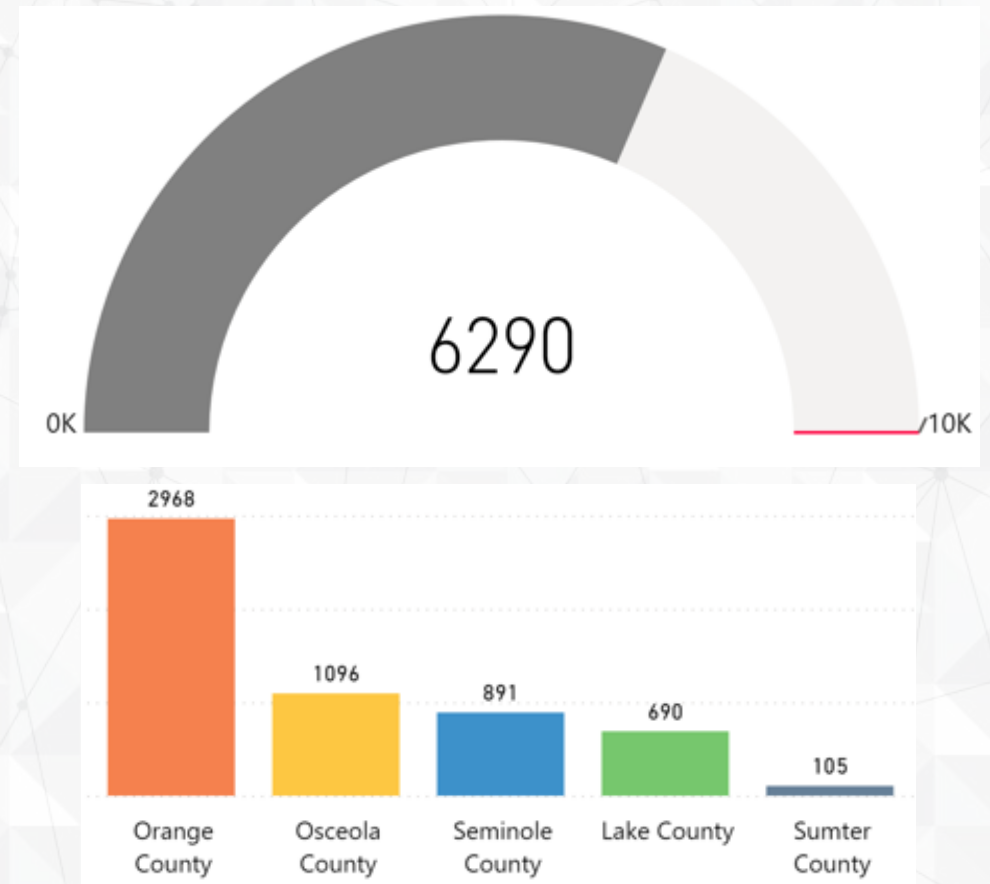 6290
0K
/10K
2968
1096
891
690
105
Orange County
Osceola County
Seminole County
Lake County
Sumter County